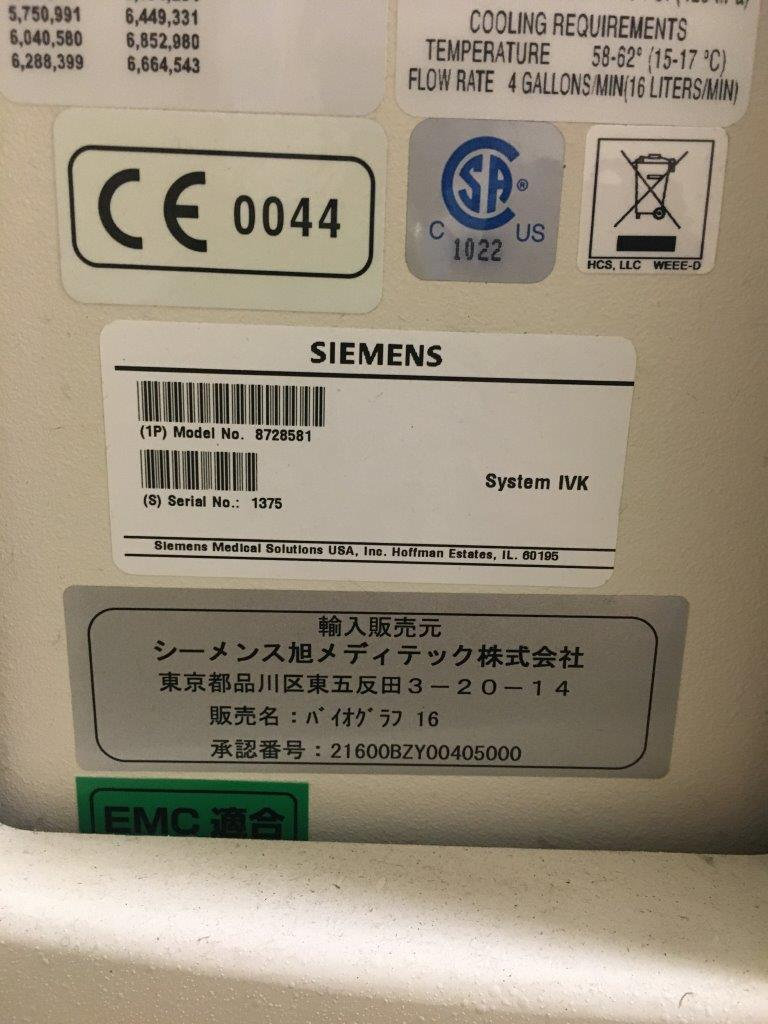 5,750,991 6,449,331
6,040,580 6,852,980
6,288,399 6,664,543
COOLING REQUIREMENTS
TEMPERATURE 58-62° (15-17 °C)
FLOW RATE 4 GALLONS/MIN(16 LITERS/MIN)
CE 0044
CSA ®
C US
1022
HCS, LLC WEEE-D
SIEMENS
(1P) Model No. 8728581
(S) Serial No.: 1375
System IVK
Siemens Medical Solutions USA, Inc. Hoffman Estates, IL. 60195
輸入販売元
シーメンス旭メディテック株式会社
東京都品川区東五反田3-20-14
販売名：ﾊﾞｲｵｸﾞﾗﾌ 16
承認番号：21600BZY00405000
EMC 適合